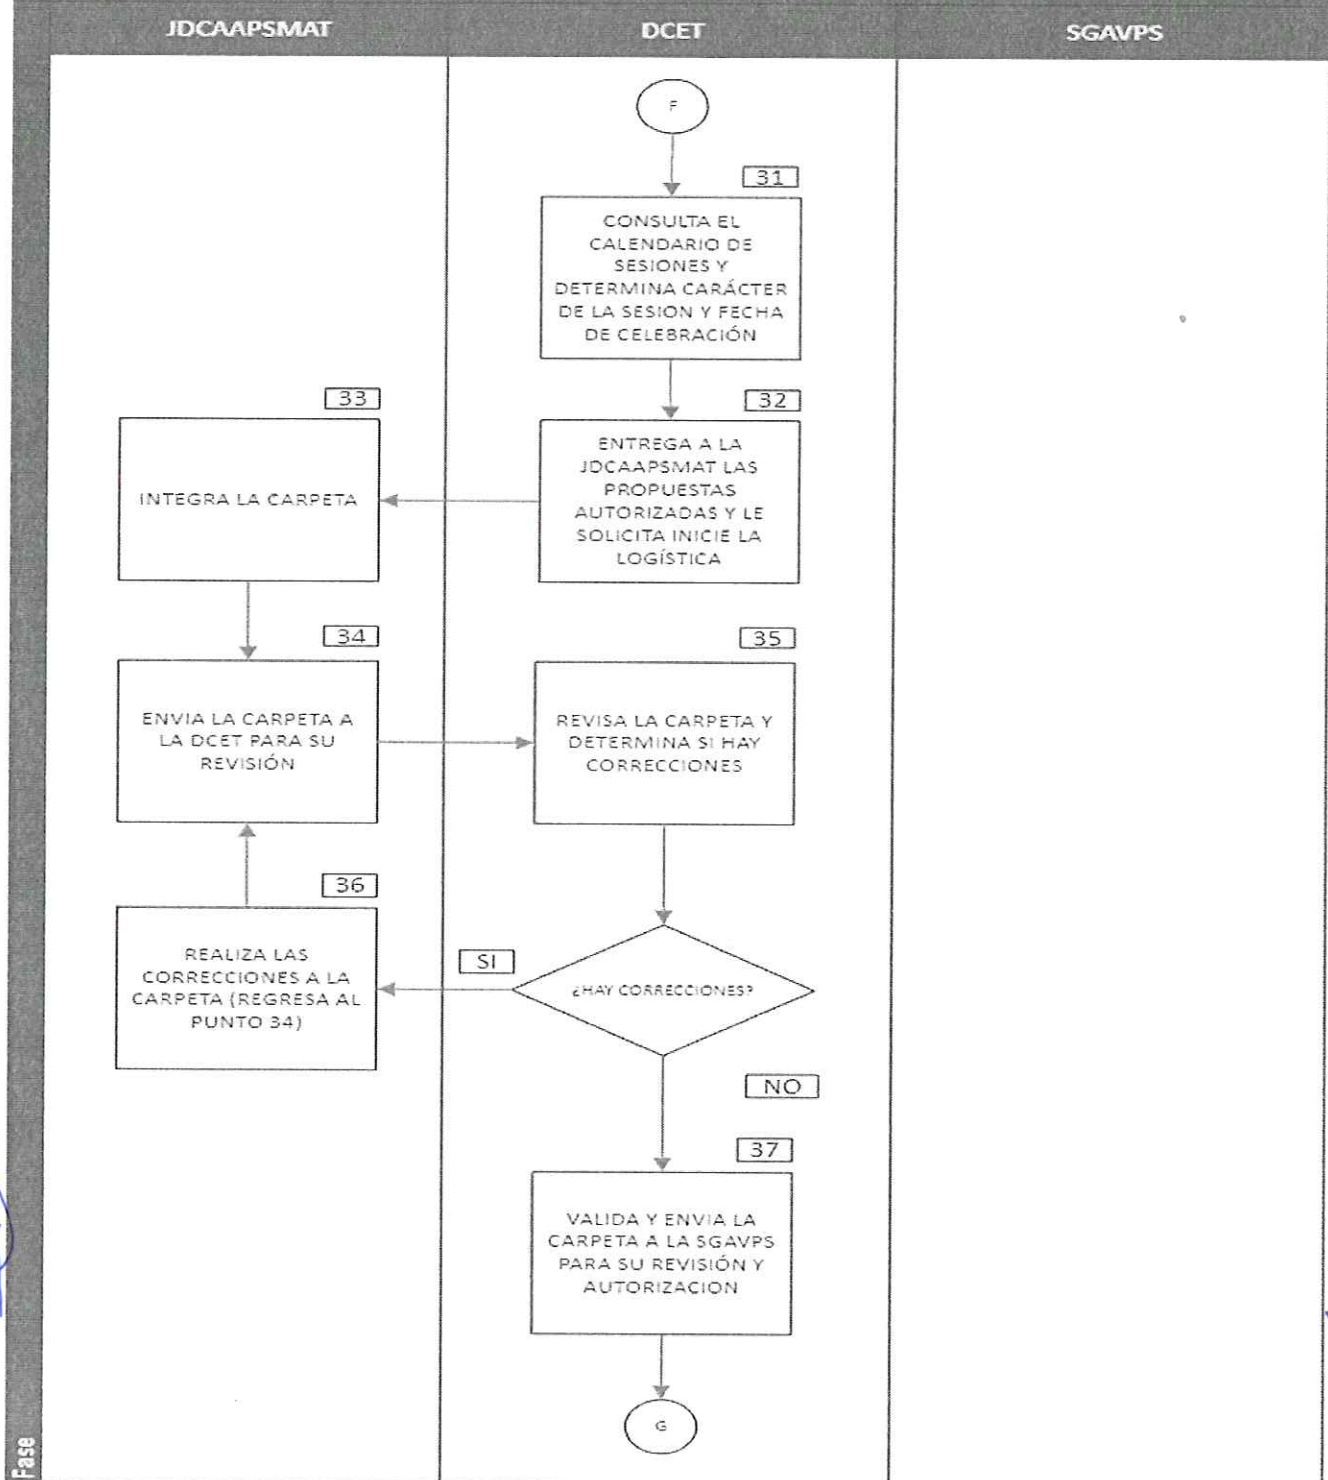 JDCAAPSMAT
DCET
SGAVPS
F
31
CONSULTA EL
CALENDARIO DE
SESIONES Y
DETERMINA CARÁCTER
DE LA SESION Y FECHA
DE CELEBRACIÓN
32
ENTREGA A LA
JDCAAPSMAT LAS
PROPUESTAS
AUTORIZADAS Y LE
SOLICITA INICIE LA
LOGÍSTICA
33
INTEGRA LA CARPETA
34
ENVIA LA CARPETA A
LA DCET PARA SU
REVISIÓN
35
REVISA LA CARPETA Y
DETERMINA SI HAY
CORRECCIONES
¿HAY CORRECCIONES?
SI
36
REALIZA LAS
CORRECCIONES A LA
CARPETA (REGRESA AL
PUNTO 34)
NO
37
VALIDA Y ENVIA LA
CARPETA A LA SGAVPS
PARA SU REVISIÓN Y
AUTORIZACION
G
Fase